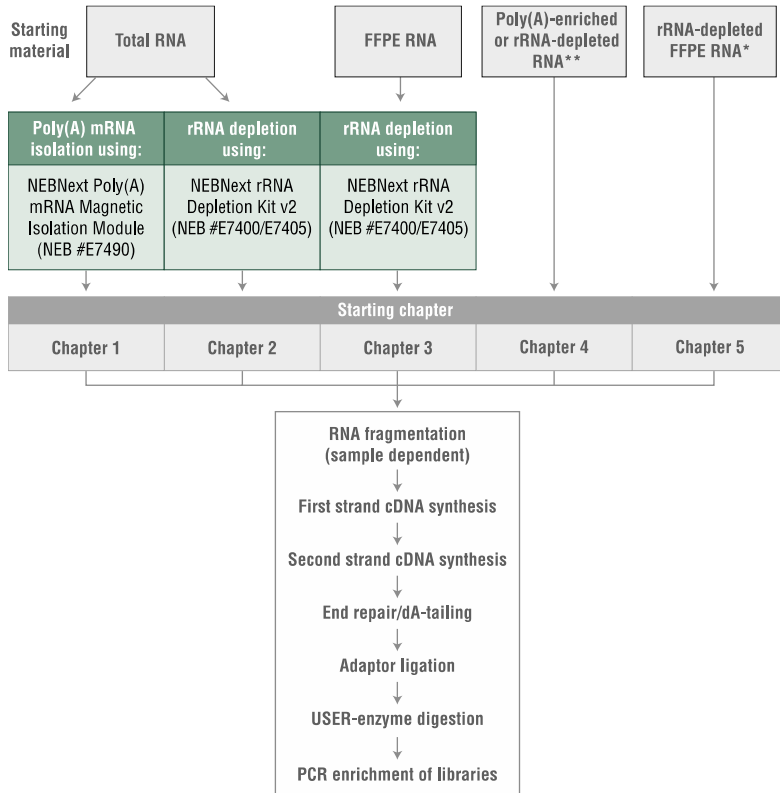 Starting
material
Total RNA
FFPE RNA
Poly(A)-enriched
or rRNA-depleted
RNA**
rRNA-depleted
FFPE RNA*
Poly(A) mRNA
isolation using:
NEBNext Poly(A)
mRNA Magnetic
Isolation Module
(NEB #E7490)
rRNA depletion
using:
NEBNext rRNA
Depletion Kit v2
(NEB #E7400/E7405)
rRNA depletion
using:
NEBNext rRNA
Depletion Kit v2
(NEB #E7400/E7405)
Starting chapter
Chapter 1
Chapter 2
Chapter 3
Chapter 4
Chapter 5
RNA fragmentation
(sample dependent)
First strand cDNA synthesis
Second strand cDNA synthesis
End repair/dA-tailing
Adaptor ligation
USER-enzyme digestion
PCR enrichment of libraries